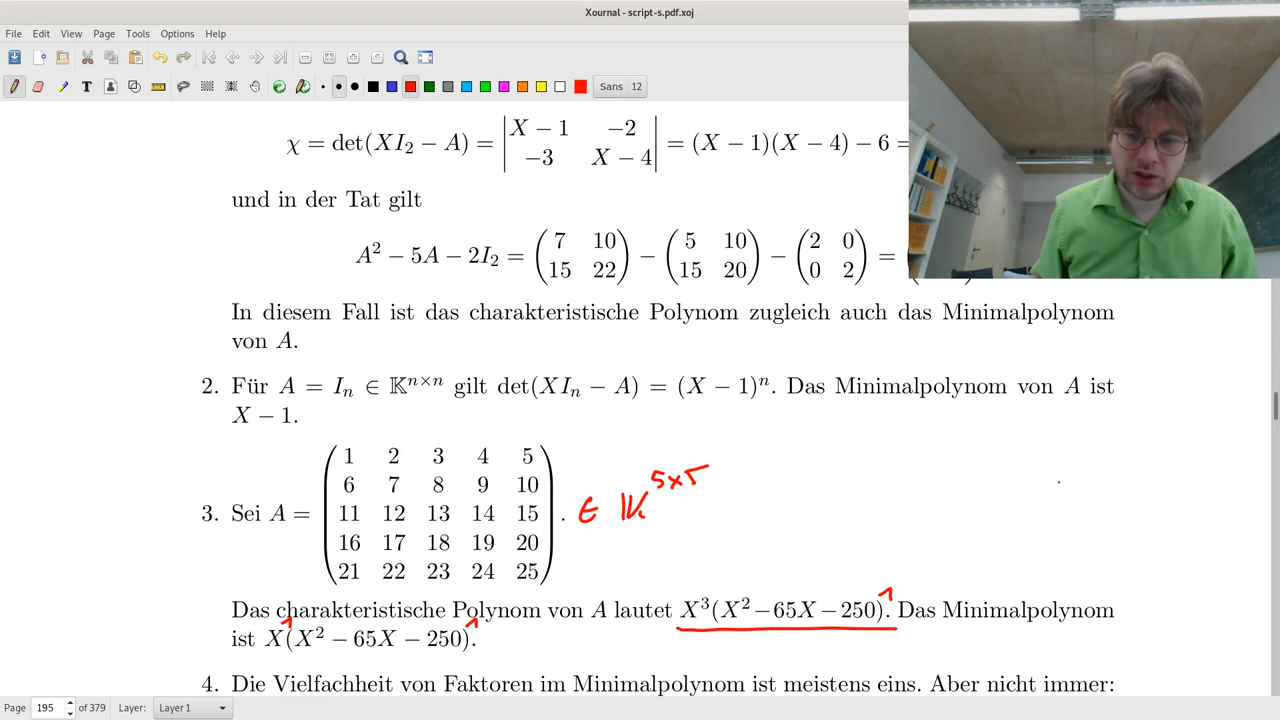 Xournal - script-s.pdf.xoj
File Edit View Page Tools Options Help
Sans 12
χ = det(XI₂ − A) = |X − 1 −2; −3 X − 4| = (X − 1)(X − 4) − 6 =
und in der Tat gilt
A² − 5A − 2I₂ = (7 10; 15 22) − (5 10; 15 20) − (2 0; 0 2) =
In diesem Fall ist das charakteristische Polynom zugleich auch das Minimalpolynom
von A.
2. Für A = Iₙ ∈ 𝕂ⁿˣⁿ gilt det(XIₙ − A) = (X − 1)ⁿ. Das Minimalpolynom von A ist
X − 1.
1 2 3 4 5
6 7 8 9 10
3. Sei A = 11 12 13 14 15 . ∈ 𝕂⁵ˣ⁵
16 17 18 19 20
21 22 23 24 25
Das charakteristische Polynom von A lautet X³(X² − 65X − 250)¹. Das Minimalpolynom
ist X¹(X² − 65X − 250)¹.
4. Die Vielfachheit von Faktoren im Minimalpolynom ist meistens eins. Aber nicht immer:
Page 195 of 379 Layer: Layer 1